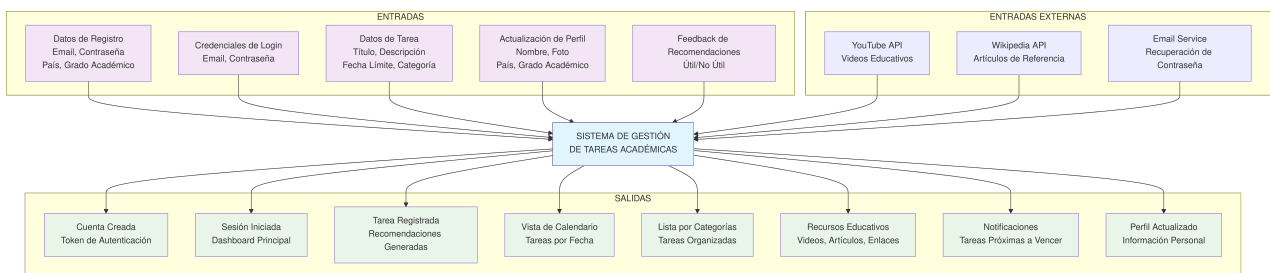 ENTRADAS
Datos de Registro
Email, Contraseña
País, Grado Académico
Credenciales de Login
Email, Contraseña
Datos de Tarea
Título, Descripción
Fecha Límite, Categoría
Actualización de Perfil
Nombre, Foto
País, Grado Académico
Feedback de
Recomendaciones
Útil/No Útil
ENTRADAS EXTERNAS
YouTube API
Videos Educativos
Wikipedia API
Artículos de Referencia
Email Service
Recuperación de
Contraseña
SISTEMA DE GESTIÓN
DE TAREAS ACADÉMICAS
SALIDAS
Cuenta Creada
Token de Autenticación
Sesión Iniciada
Dashboard Principal
Tarea Registrada
Recomendaciones
Generadas
Vista de Calendario
Tareas por Fecha
Lista por Categorías
Tareas Organizadas
Recursos Educativos
Videos, Artículos, Enlaces
Notificaciones
Tareas Próximas a Vencer
Perfil Actualizado
Información Personal